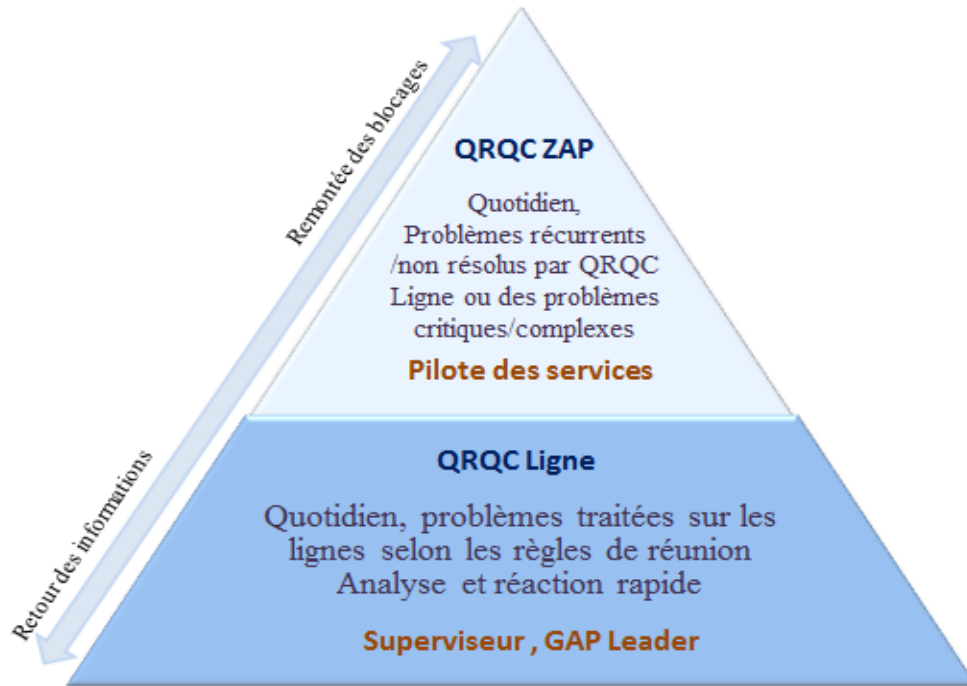 Remontée des blocages
QRQC ZAP
Quotidien,
Problèmes récurrents
/non résolus par QRQC
Ligne ou des problèmes
critiques/complexes
Pilote des services
Retour des informations
QRQC Ligne
Quotidien, problèmes traitées sur les
lignes selon les règles de réunion
Analyse et réaction rapide
Superviseur , GAP Leader